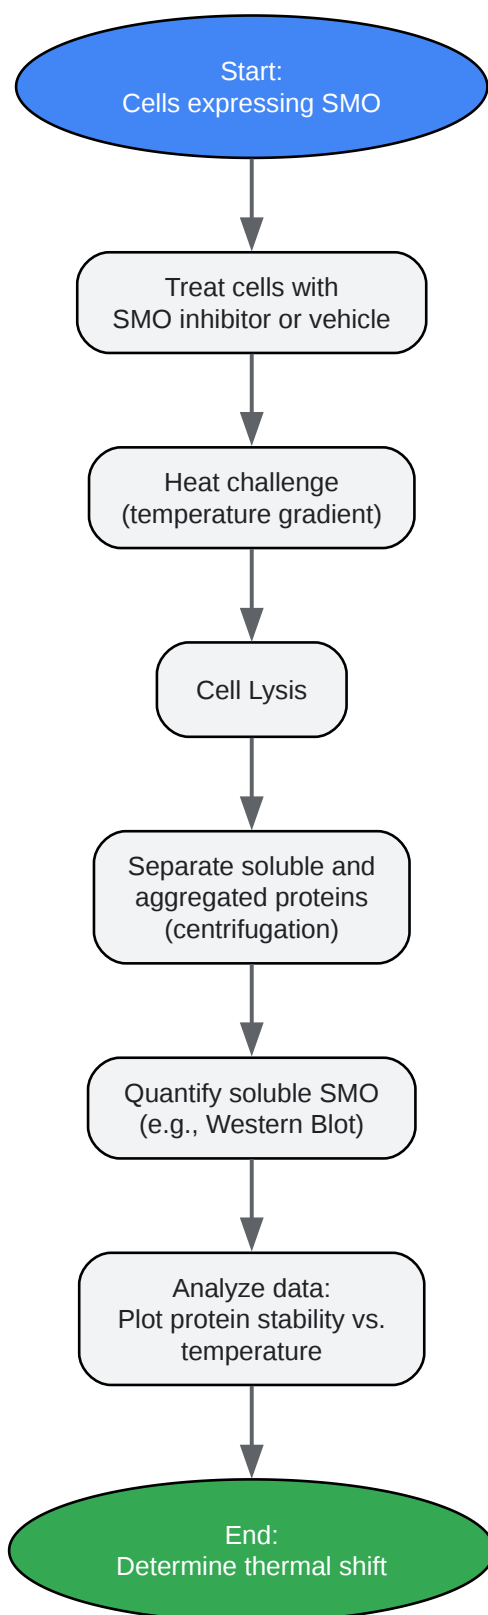 Start:
Cells expressing SMO
Treat cells with
SMO inhibitor or vehicle
Heat challenge
(temperature gradient)
Cell Lysis
Separate soluble and
aggregated proteins
(centrifugation)
Quantify soluble SMO
(e.g., Western Blot)
Analyze data:
Plot protein stability vs.
temperature
End:
Determine thermal shift